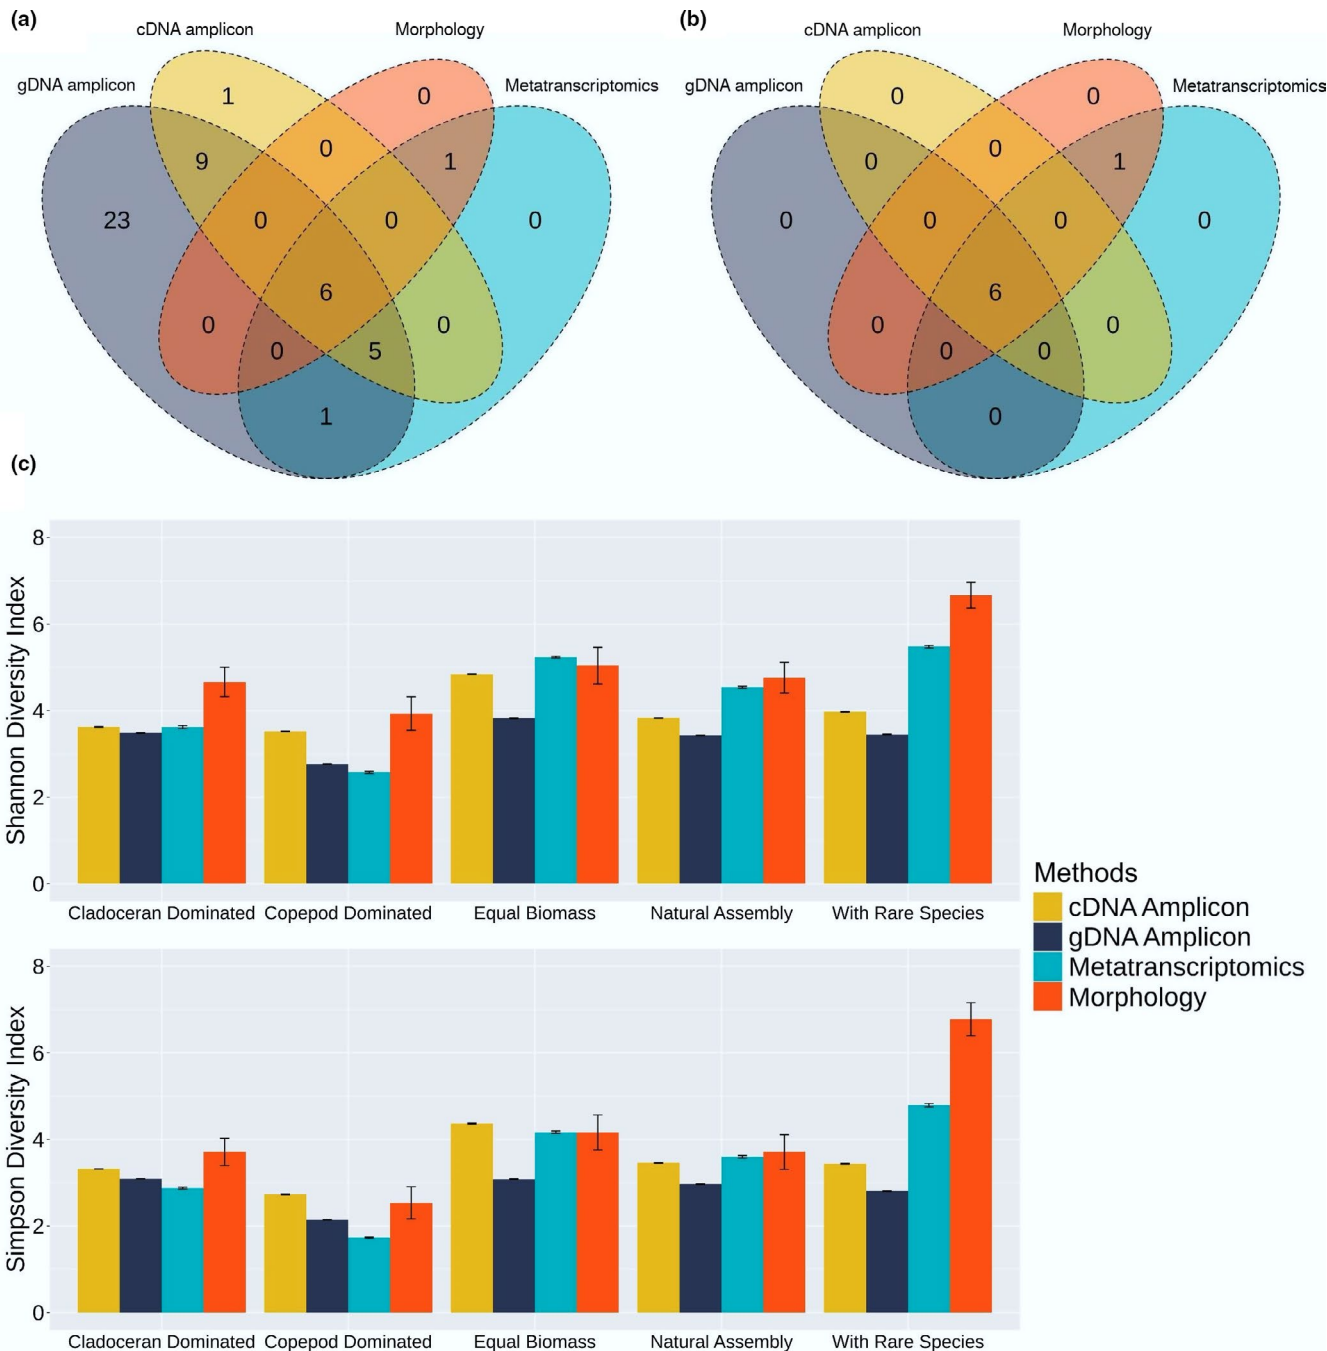 (a)
cDNA amplicon
Morphology
gDNA amplicon
Metatranscriptomics
1
0
9
0
1
23
0
0
0
6
0
0
0
5
1
(b)
cDNA amplicon
Morphology
gDNA amplicon
Metatranscriptomics
0
0
0
0
1
0
0
0
0
6
0
0
0
0
0
(c)
Shannon Diversity Index
8
6
4
2
0
Cladoceran Dominated
Copepod Dominated
Equal Biomass
Natural Assembly
With Rare Species
Methods
cDNA Amplicon
gDNA Amplicon
Metatranscriptomics
Morphology
Simpson Diversity Index
8
6
4
2
0
Cladoceran Dominated
Copepod Dominated
Equal Biomass
Natural Assembly
With Rare Species